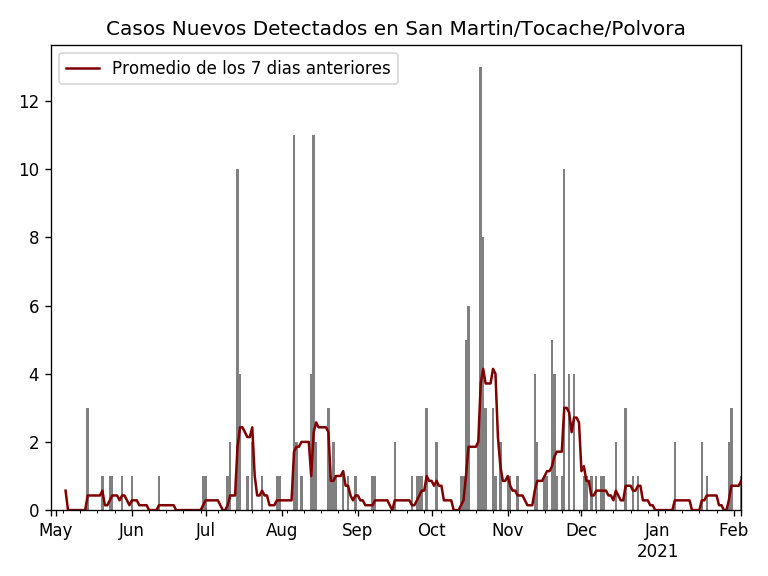 Casos Nuevos Detectados en San Martin/Tocache/Polvora
Promedio de los 7 dias anteriores
12
10
8
6
4
2
0
May Jun Jul Aug Sep Oct Nov Dec Jan Feb
2021